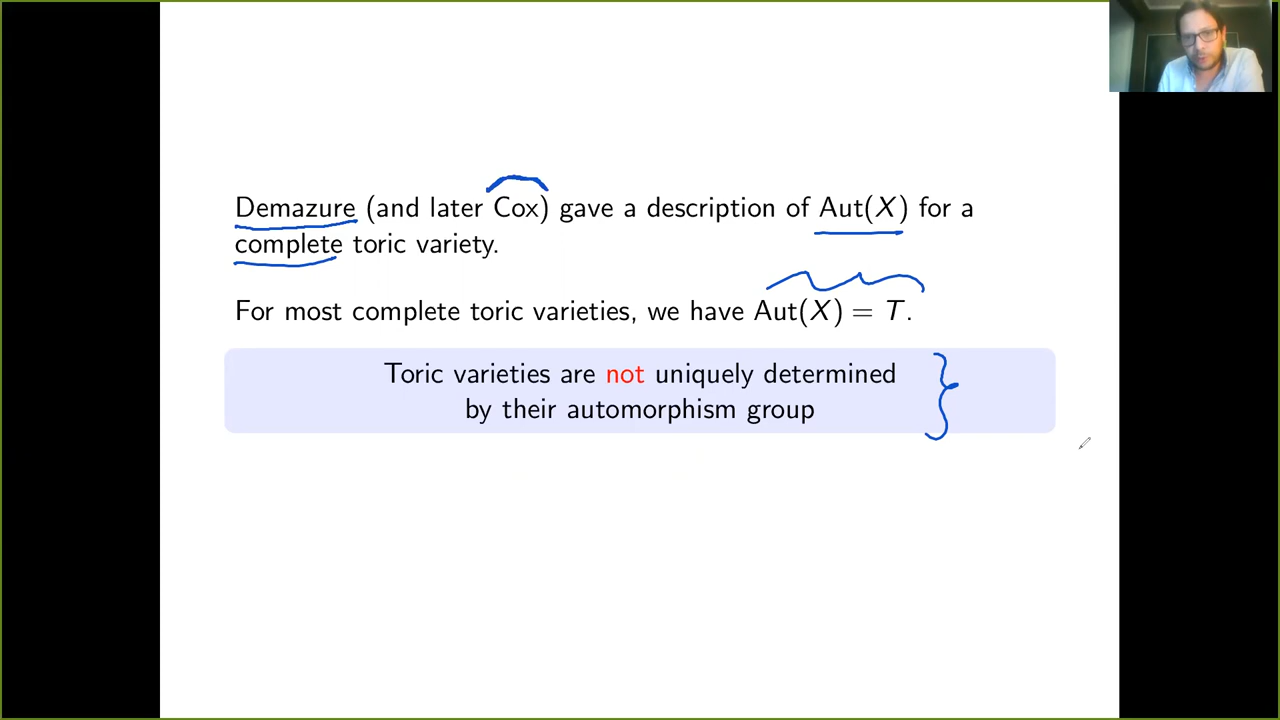 Demazure (and later Cox) gave a description of Aut(X) for a
complete toric variety.
For most complete toric varieties, we have Aut(X) = T.
Toric varieties are not uniquely determined
by their automorphism group